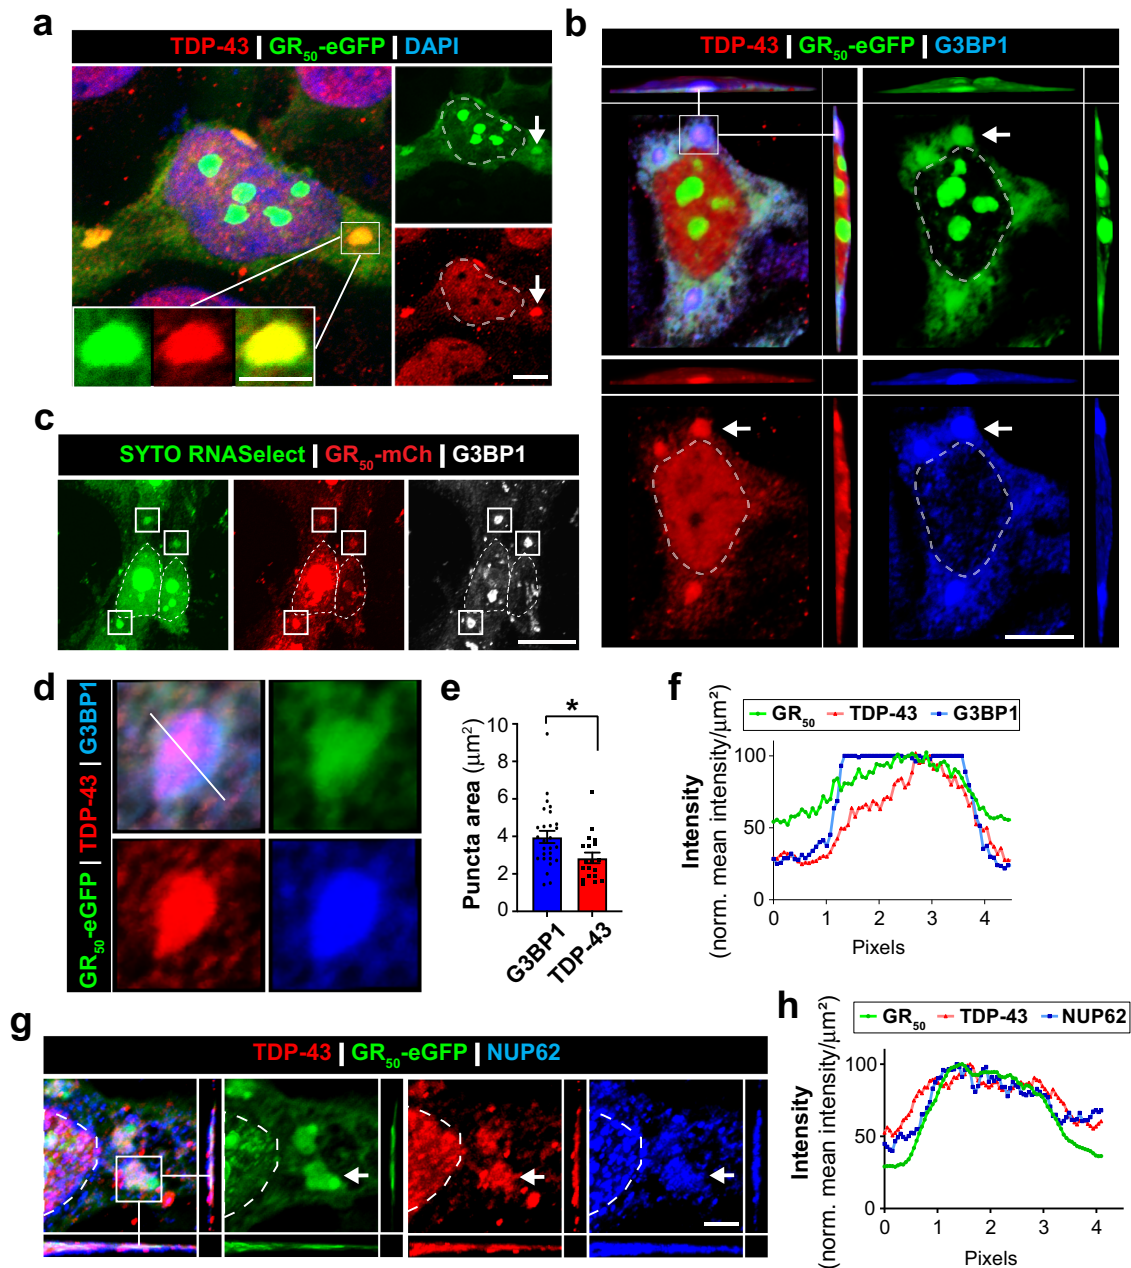 a
TDP-43 | GR50-eGFP | DAPI
b
TDP-43 | GR50-eGFP | G3BP1
c
SYTO RNASelect | GR50-mCh | G3BP1
d
GR50-eGFP | TDP-43 | G3BP1
e
Puncta area (µm²)
10
8
6
4
2
0
*
G3BP1
TDP-43
f
GR50 TDP-43 G3BP1
Intensity
(norm. mean intensity/µm²)
100
50
0
0 1 2 3 4
Pixels
g
TDP-43 | GR50-eGFP | NUP62
h
GR50 TDP-43 NUP62
Intensity
(norm. mean intensity/µm²)
100
50
0
0 1 2 3 4
Pixels